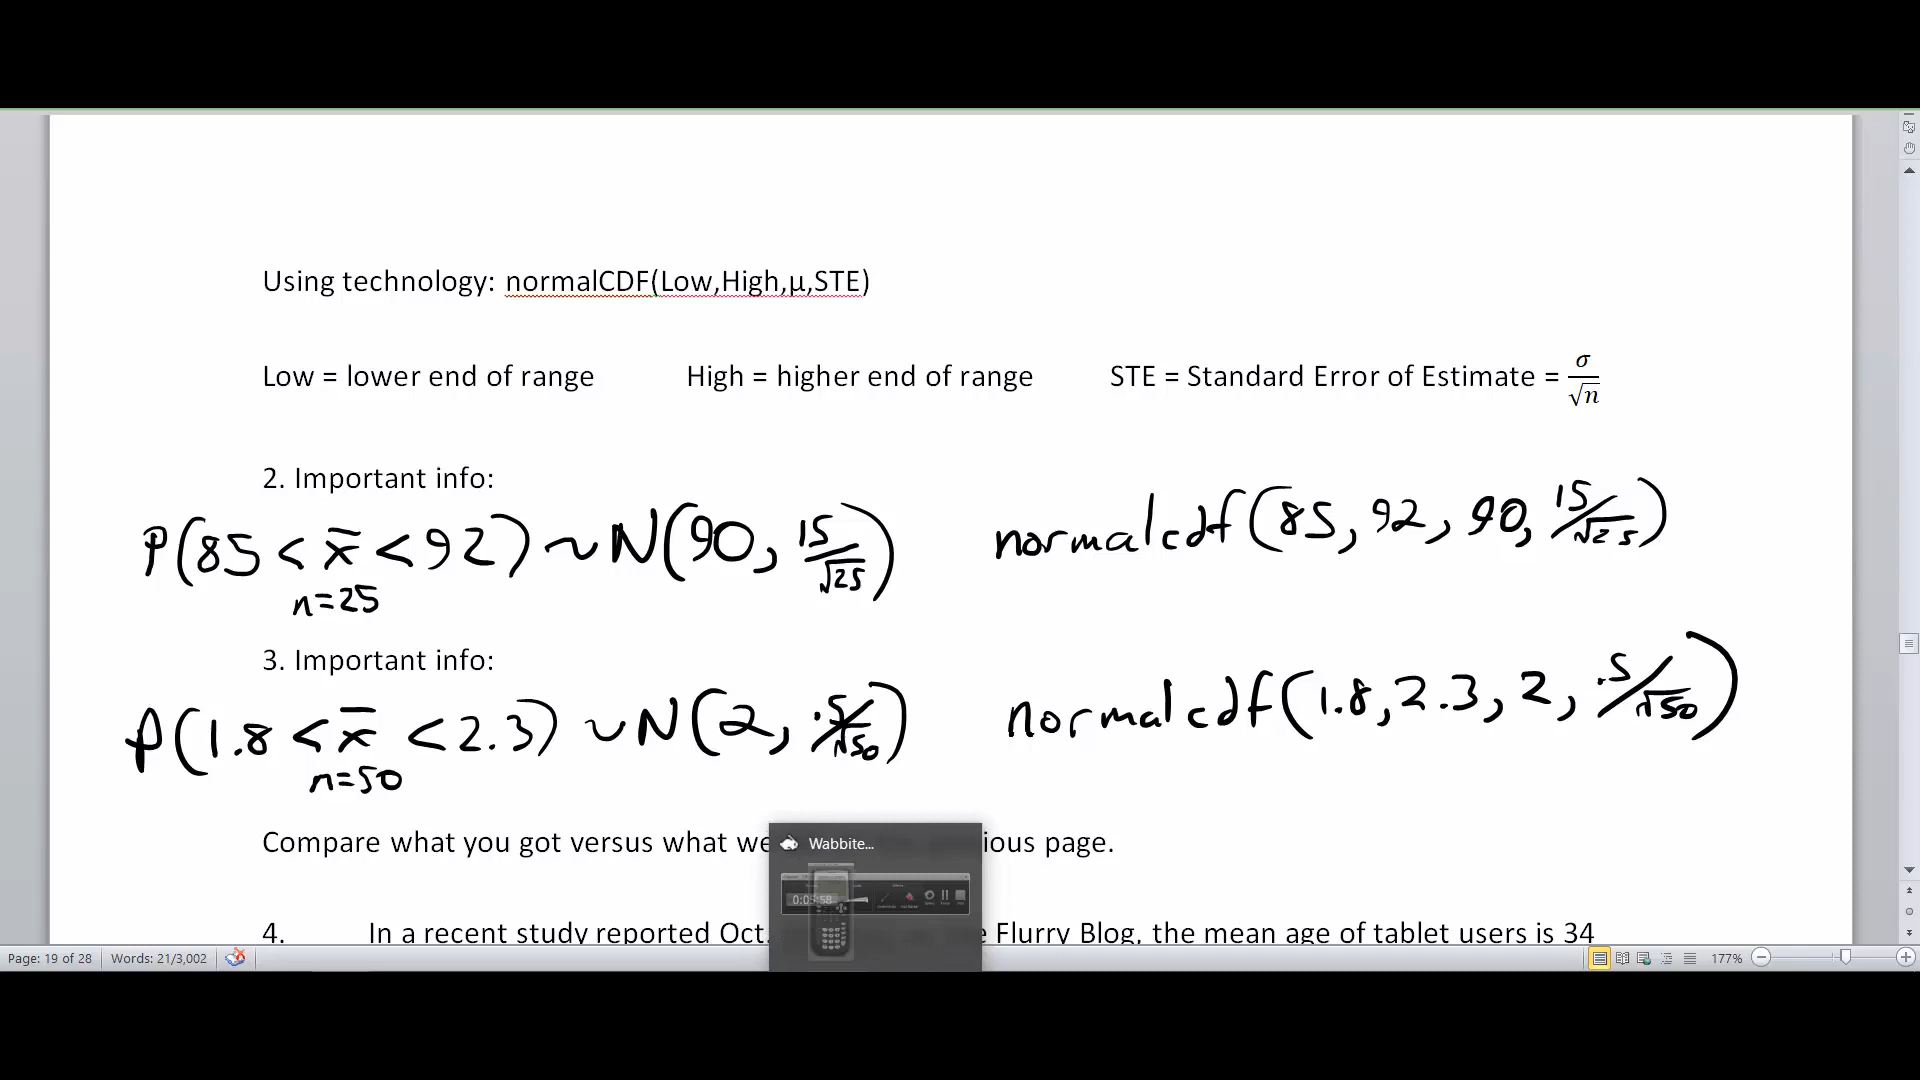 Using technology: normalCDF(Low,High,μ,STE)
Low = lower end of range High = higher end of range STE = Standard Error of Estimate = σ/√n
2. Important info:
P(85 < x̄ < 92) ~ N(90, 15/√25) normalcdf(85, 92, 90, 15/√25)
n=25
3. Important info:
P(1.8 < x̄ < 2.3) ~ N(2, .5/√50) normalcdf(1.8, 2.3, 2, .5/√50)
n=50
Compare what you got versus what we ious page.
Wabbite...
0:05:58
4. In a recent study reported Oct. Flurry Blog, the mean age of tablet users is 34
Page: 19 of 28 Words: 21/3,002 177%